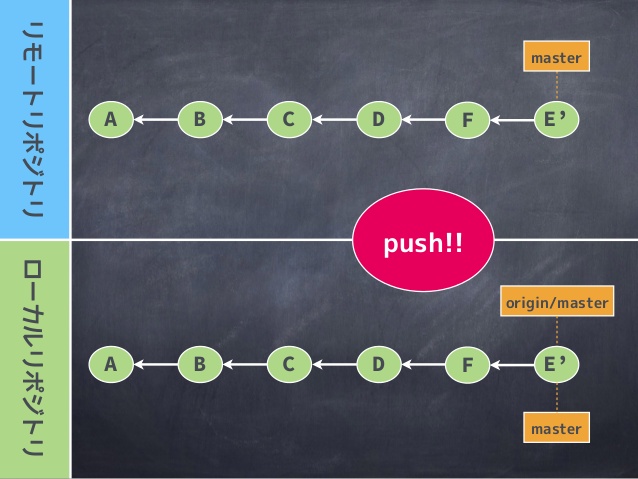 リモートリポジトリ
master
A B C D F E’
push!!
ローカルリポジトリ
origin/master
A B C D F E’
master